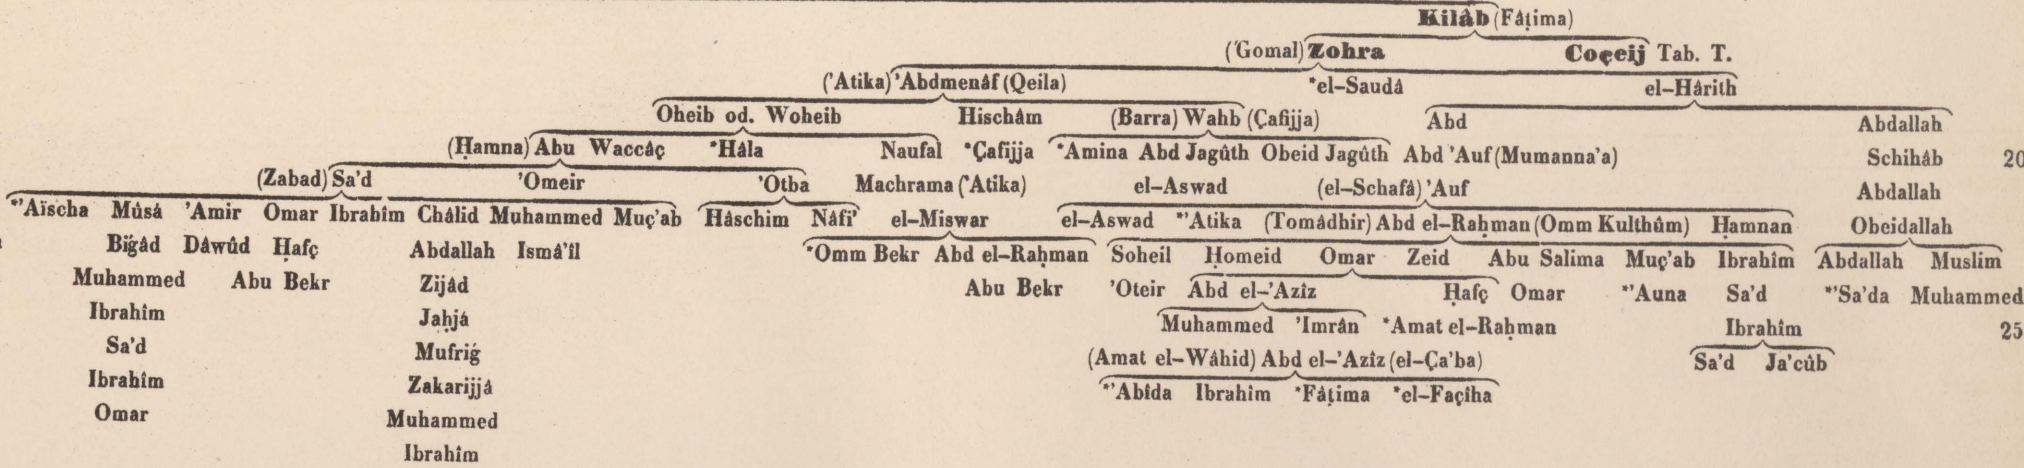 Kilâb (Fâṭima)
('Gomal) Zohra Coçeij Tab. T.
('Atika) 'Abdmenâf (Qeila) *el-Saudâ el-Hârith
Oheib od. Woheib Hischâm (Barra) Wahb (Çafijja) Abd Abdallah
(Ḥamna) Abu Waccâç *Hâla Naufal *Çafijja *Amina Abd Jagûth Obeid Jagûth Abd 'Auf (Mumanna'a) Schihâb 20
(Zabad) Sa'd 'Omeir 'Otba Machrama ('Atika) el-Aswad (el-Schafâ) 'Auf Abdallah
*'Aïscha Mûsá 'Amir Omar Ibrahîm Châlid Muhammed Muç'ab Hâschim Nâfi' el-Miswar el-Aswad *'Atika (Tomâdhir) Abd el-Raḥman (Omm Kulthûm) Ḥamnan Obeidallah
Biǵâd Dâwûd Ḥafç Abdallah Ismâ'îl *Omm Bekr Abd el-Raḥman Soheil Ḥomeid Omar Zeid Abu Salima Muç'ab Ibrahîm Abdallah Muslim
Muhammed Abu Bekr Zijâd Abu Bekr 'Oteir Abd el-'Azîz Ḥafç Omar *'Auna Sa'd *'Sa'da Muhammed
Ibrahîm Jaḥjá Muhammed 'Imrân *Amat el-Raḥman Ibrahîm 25
Sa'd Mufriǵ (Amat el-Wâhid) Abd el-'Azîz (el-Ça'ba) Sa'd Ja'cûb
Ibrahîm Zakarijjá *'Abîda Ibrahîm *Fâṭima *el-Façîha
Omar Muhammed
Ibrahîm